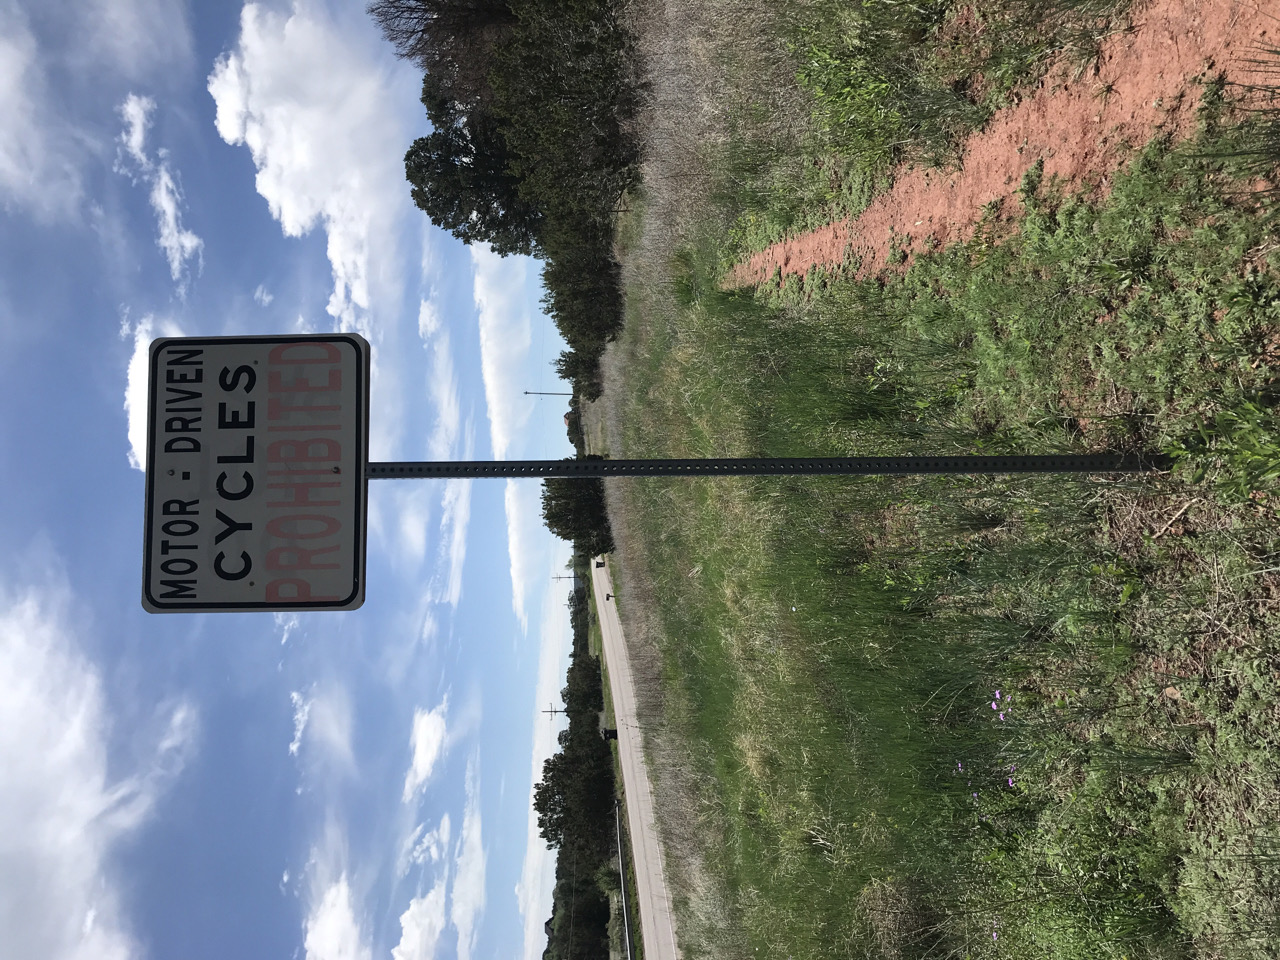 MOTOR - DRIVEN
CYCLES
PROHIBITED